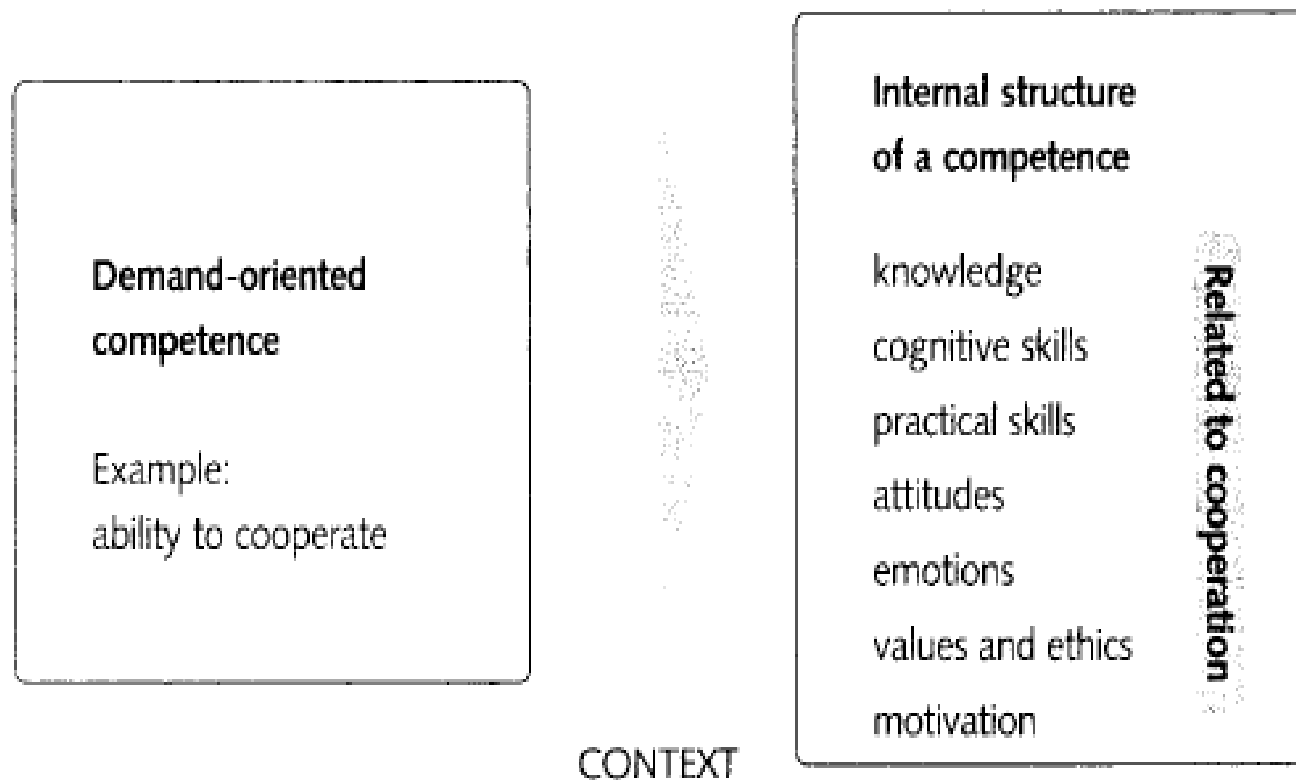 Demand-oriented
competence
Example:
ability to cooperate
Internal structure
of a competence
knowledge
cognitive skills
practical skills
attitudes
emotions
values and ethics
motivation
Related to cooperation
CONTEXT